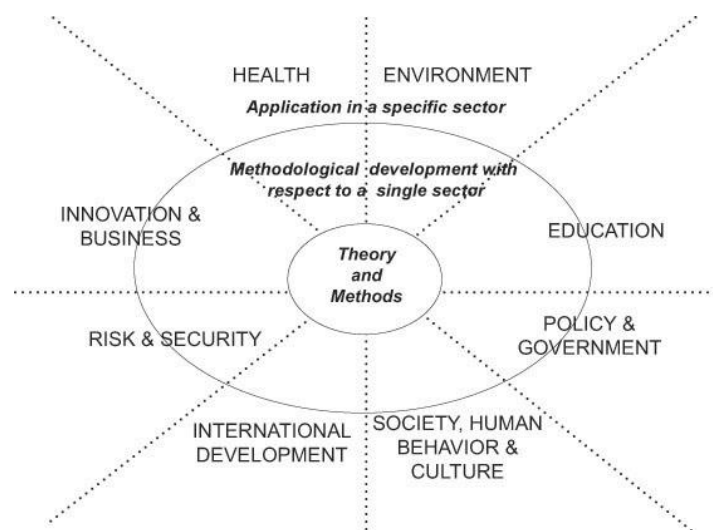 HEALTH
ENVIRONMENT
Application in a specific sector
Methodological development with
respect to a single sector
INNOVATION &
BUSINESS
EDUCATION
Theory
and
Methods
RISK & SECURITY
POLICY &
GOVERNMENT
INTERNATIONAL
DEVELOPMENT
SOCIETY, HUMAN
BEHAVIOR &
CULTURE